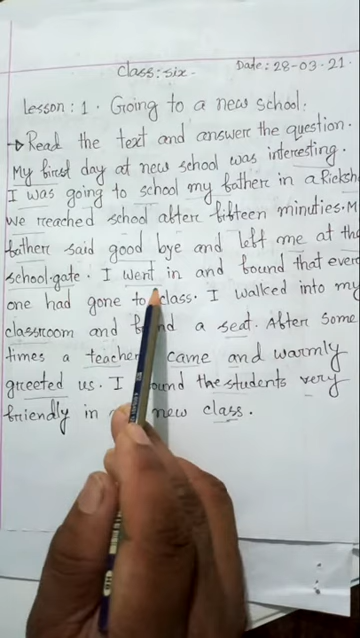 Class: six. Date: 28-03-21.
Lesson: 1. Going to a new school.
→ Read the text and answere the question.
My first day at new school was interesting.
I was going to school my father in a Ricksh
we reached school after fifteen minuties. M
father said good bye and left me at the
school-gate. I went in and found that every
one had gone to class. I walked into my
classroom and a seat. After some
times a teacher came and warmly
greeted us. I the students very
friendly in new class.